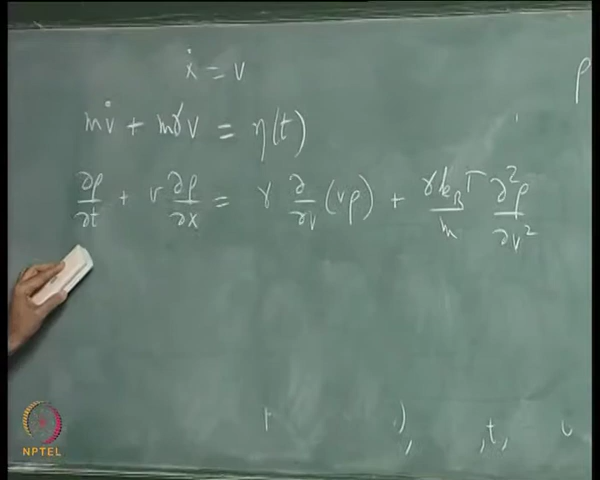 ẋ = v
ρ
mv̇ + mγv = η(t)
∂ρ/∂t + v ∂ρ/∂x = γ ∂/∂v (vρ) + γk_BT/m ∂²ρ/∂v²
), ,t,
NPTEL